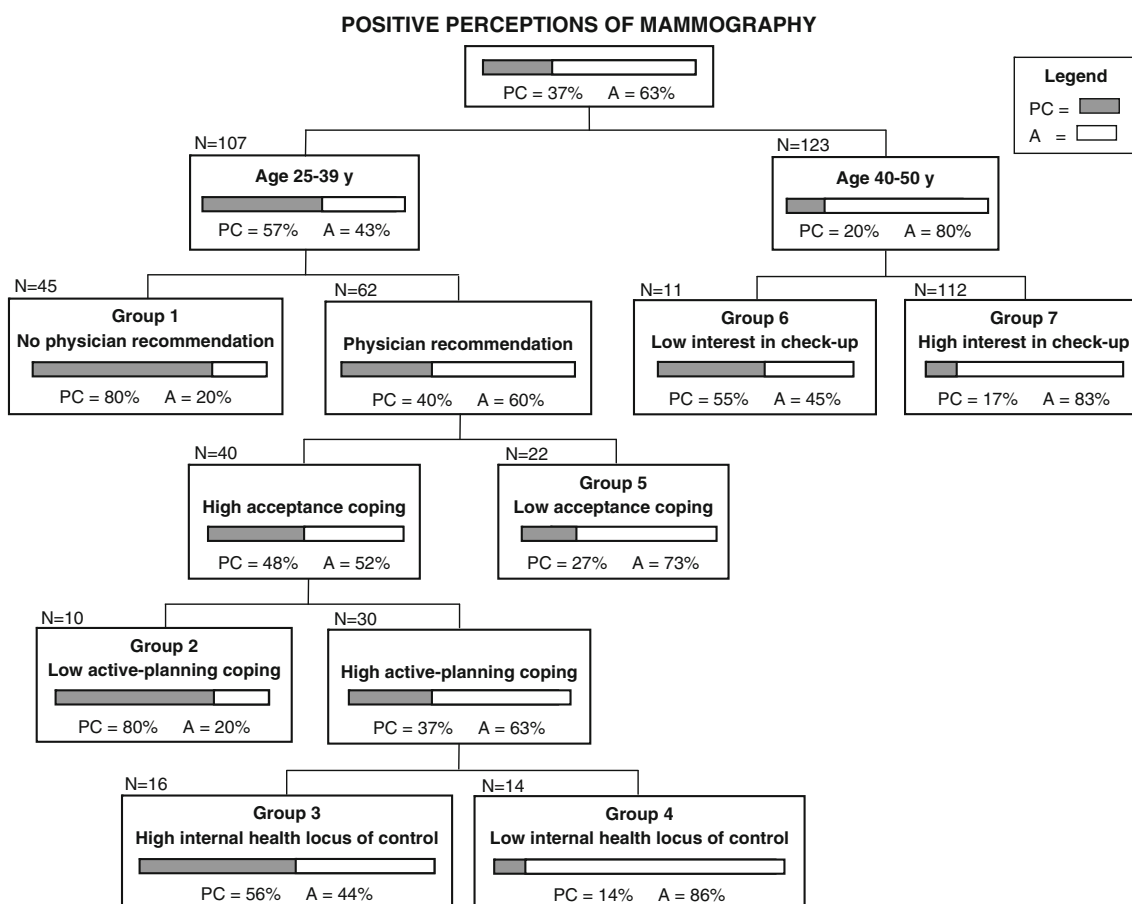 POSITIVE PERCEPTIONS OF MAMMOGRAPHY
PC = 37% A = 63%
Legend
PC =
A =
N=107
Age 25-39 y
PC = 57% A = 43%
N=123
Age 40-50 y
PC = 20% A = 80%
N=45
Group 1
No physician recommendation
PC = 80% A = 20%
N=62
Physician recommendation
PC = 40% A = 60%
N=11
Group 6
Low interest in check-up
PC = 55% A = 45%
N=112
Group 7
High interest in check-up
PC = 17% A = 83%
N=40
High acceptance coping
PC = 48% A = 52%
N=22
Group 5
Low acceptance coping
PC = 27% A = 73%
N=10
Group 2
Low active-planning coping
PC = 80% A = 20%
N=30
High active-planning coping
PC = 37% A = 63%
N=16
Group 3
High internal health locus of control
PC = 56% A = 44%
N=14
Group 4
Low internal health locus of control
PC = 14% A = 86%